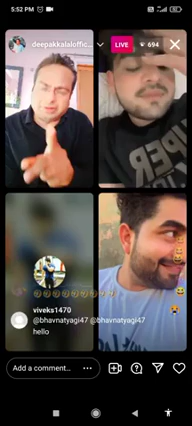 5:52 PM
deepakkalaloffic...
LIVE
694
viveks1470
@bhavnatyagi47 @bhavnatyagi47
hello
Add a comment...